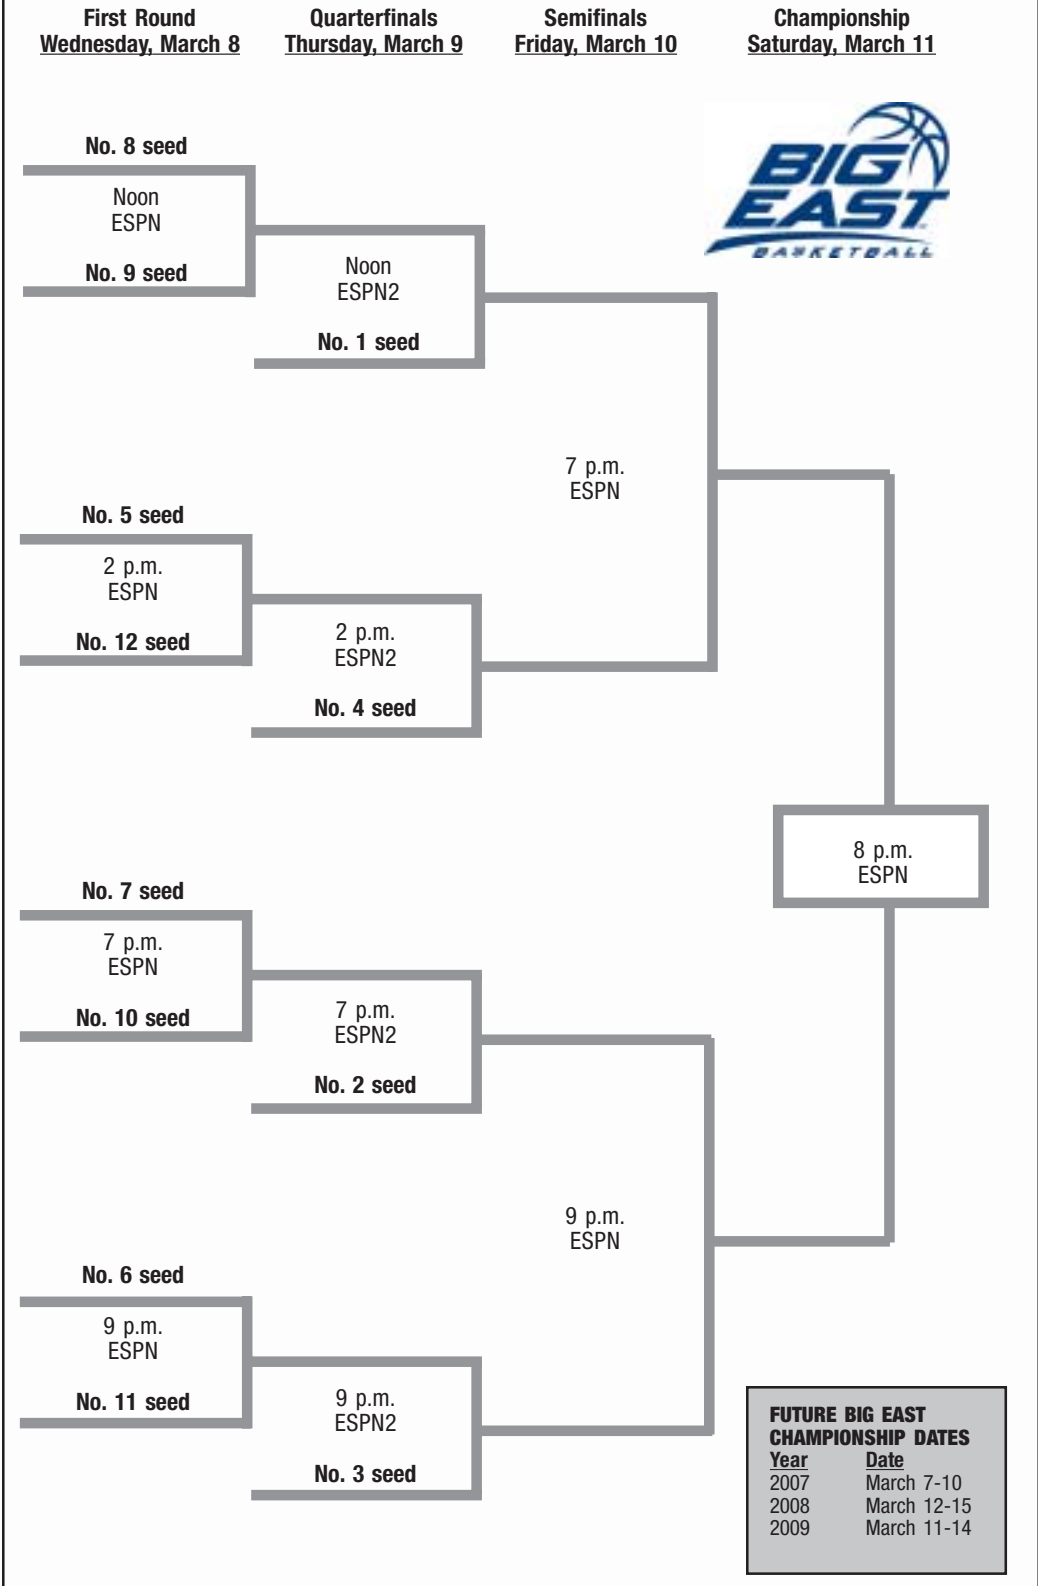 First Round
Wednesday, March 8
Quarterfinals
Thursday, March 9
Semifinals
Friday, March 10
Championship
Saturday, March 11
BIG
EAST
BASKETBALL
No. 8 seed
Noon
ESPN
No. 9 seed
Noon
ESPN2
No. 1 seed
7 p.m.
ESPN
No. 5 seed
2 p.m.
ESPN
No. 12 seed
2 p.m.
ESPN2
No. 4 seed
8 p.m.
ESPN
No. 7 seed
7 p.m.
ESPN
No. 10 seed
7 p.m.
ESPN2
No. 2 seed
9 p.m.
ESPN
No. 6 seed
9 p.m.
ESPN
No. 11 seed
9 p.m.
ESPN2
No. 3 seed
FUTURE BIG EAST
CHAMPIONSHIP DATES
Year Date
2007 March 7-10
2008 March 12-15
2009 March 11-14